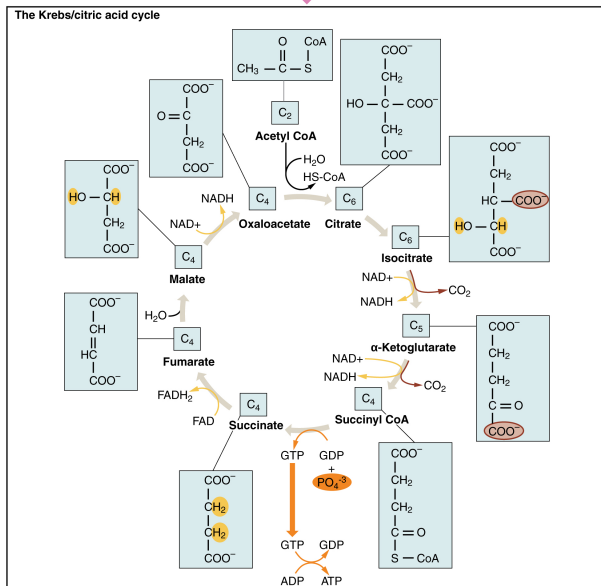 The Krebs/citric acid cycle
CoA
O
CH₃ — C — S
C₂
Acetyl CoA
H₂O
HS-CoA
COO⁻
O = C
CH₂
COO⁻
C₄
Oxaloacetate
COO⁻
CH₂
HO — C — COO⁻
CH₂
COO⁻
C₆
Citrate
COO⁻
CH₂
HC — COO⁻
HO — CH
COO⁻
C₆
Isocitrate
NAD+
NADH
CO₂
C₅
α-Ketoglutarate
COO⁻
CH₂
CH₂
C = O
COO⁻
NAD+
NADH
CO₂
C₄
Succinyl CoA
COO⁻
CH₂
CH₂
C = O
S — CoA
GTP GDP
+
PO₄⁻³
GTP GDP
ADP ATP
C₄
Succinate
COO⁻
CH₂
CH₂
COO⁻
FADH₂
FAD
C₄
Fumarate
COO⁻
CH
HC
COO⁻
H₂O
C₄
Malate
COO⁻
HO — CH
CH₂
COO⁻
NAD+
NADH